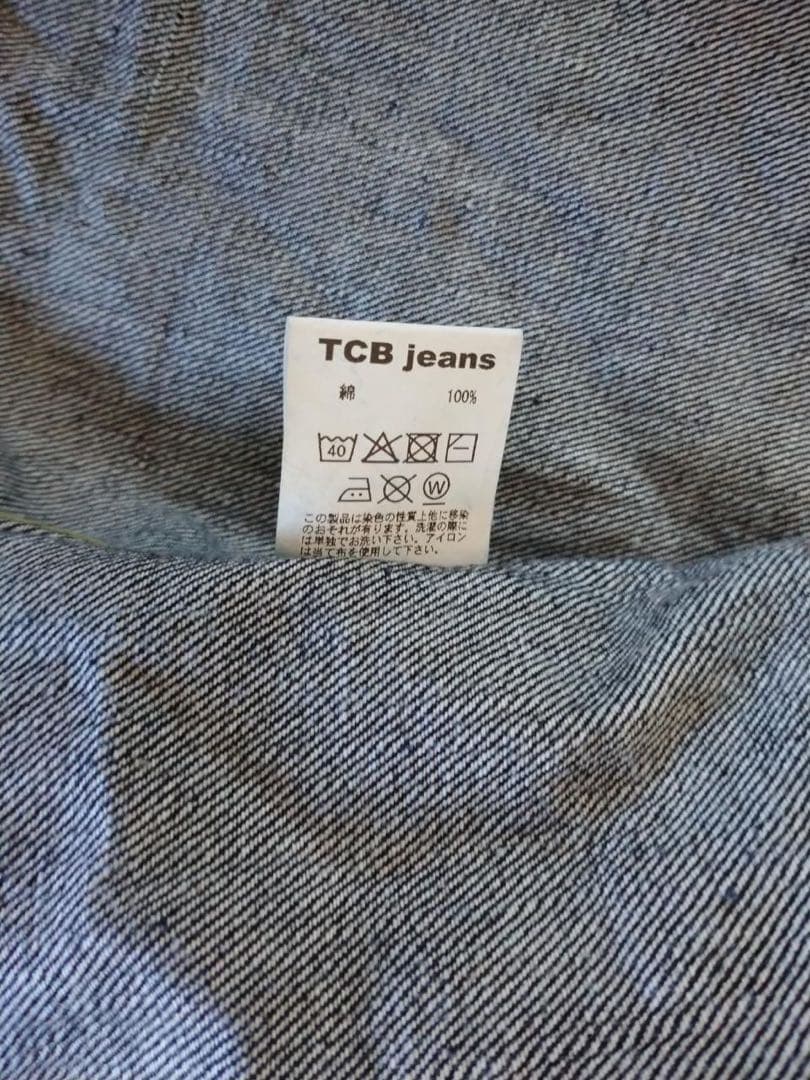 TCB jeans
綿 100%
40
W
この製品は染色の性質上他に移染
のおそれが有ります。洗濯の際に
は単独でお洗い下さい。アイロン
は当て布を使用して下さい。